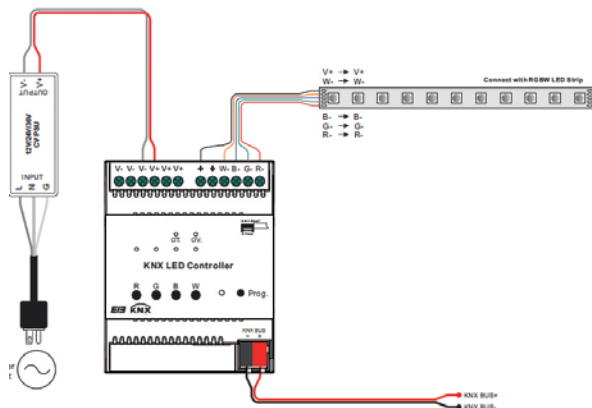 V+ → V+
W- → W-
Connect with RGBW LED Strip
B- → B-
G- → G-
R- → R-
V- V+
OUTPUT
12V/24V/36V
CV PSU
INPUT
L N G
V- V- V- V+ V+ V+
W- B- G- R-
OT. OV.
KNX LED Controller
R G B W
Prog.
EIB KNX
KNX BUS
- +
KNX BUS+
KNX BUS-